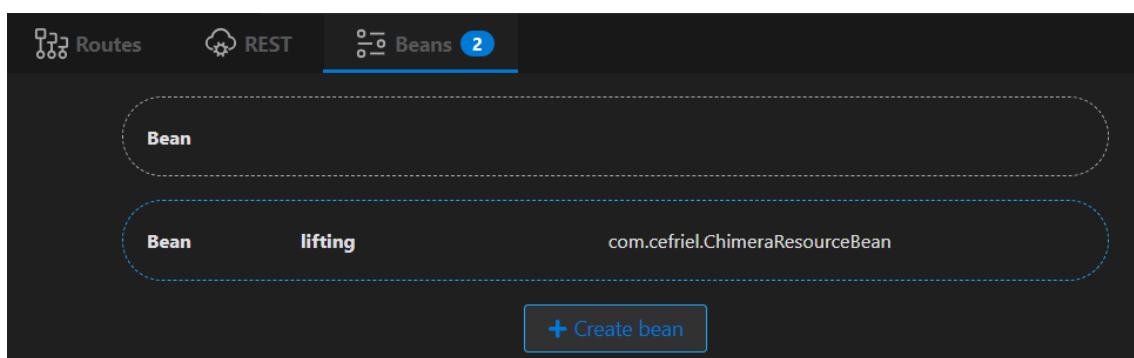 Routes REST Beans 2
Bean
Bean lifting com.cefriel.ChimeraResourceBean
+ Create bean